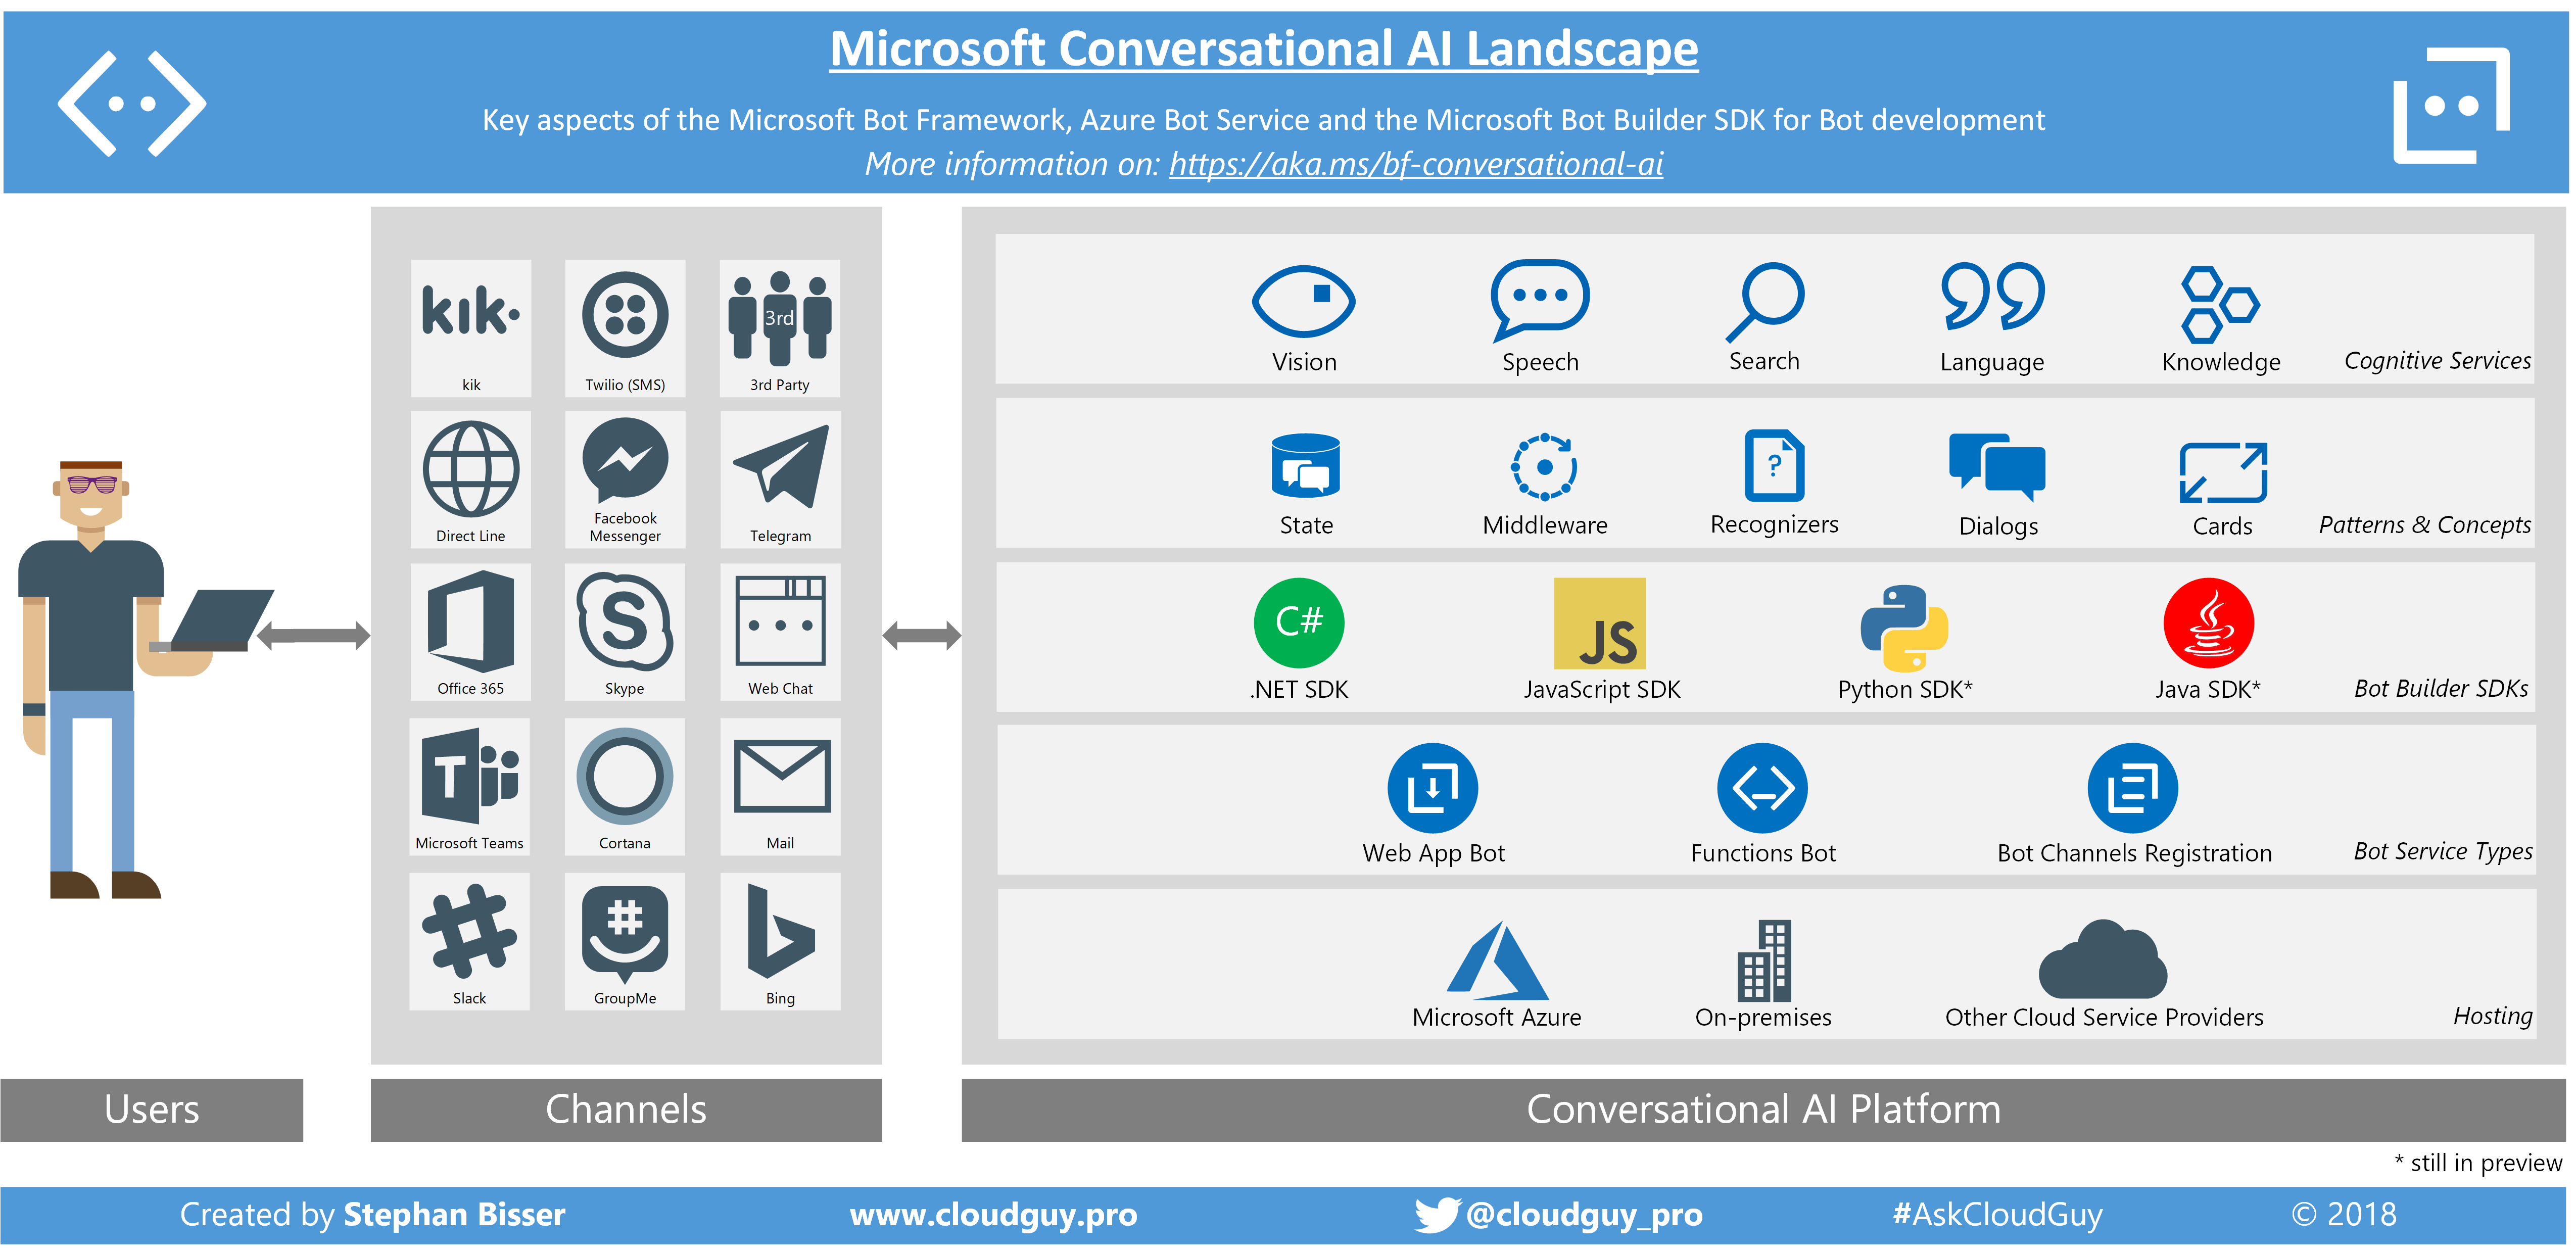 Microsoft Conversational AI Landscape
Key aspects of the Microsoft Bot Framework, Azure Bot Service and the Microsoft Bot Builder SDK for Bot development
More information on: https://aka.ms/bf-conversational-ai
kik
kik
Twilio (SMS)
3rd
3rd Party
Direct Line
Facebook
Messenger
Telegram
Office 365
S
Skype
Web Chat
T
Microsoft Teams
Cortana
Mail
Slack
#
GroupMe
b
Bing
Vision
Speech
Search
Language
Knowledge
Cognitive Services
State
Middleware
?
Recognizers
Dialogs
Cards
Patterns & Concepts
C#
.NET SDK
JS
JavaScript SDK
Python SDK*
Java SDK*
Bot Builder SDKs
Web App Bot
Functions Bot
Bot Channels Registration
Bot Service Types
Microsoft Azure
On-premises
Other Cloud Service Providers
Hosting
Users
Channels
Conversational AI Platform
* still in preview
Created by Stephan Bisser
www.cloudguy.pro
@cloudguy_pro
#AskCloudGuy
© 2018